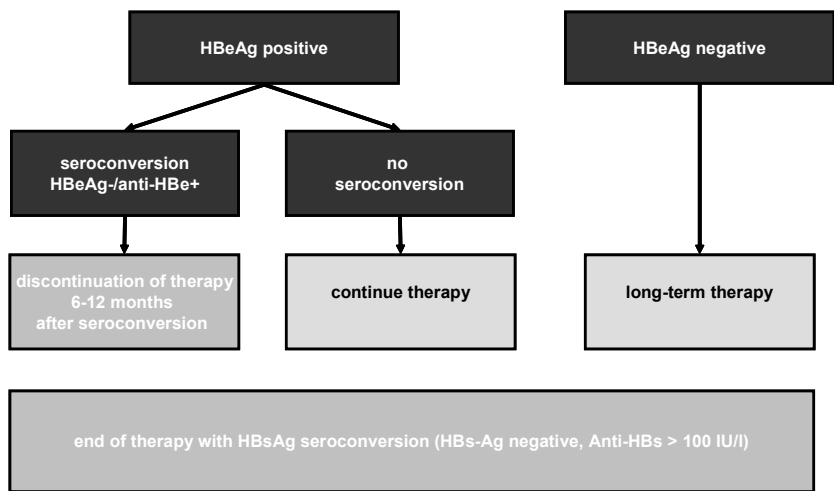 HBeAg positive
HBeAg negative
seroconversion
HBeAg-/anti-HBe+
no
seroconversion
discontinuation of therapy
6-12 months
after seroconversion
continue therapy
long-term therapy
end of therapy with HBsAg seroconversion (HBs-Ag negative, Anti-HBs > 100 IU/l)